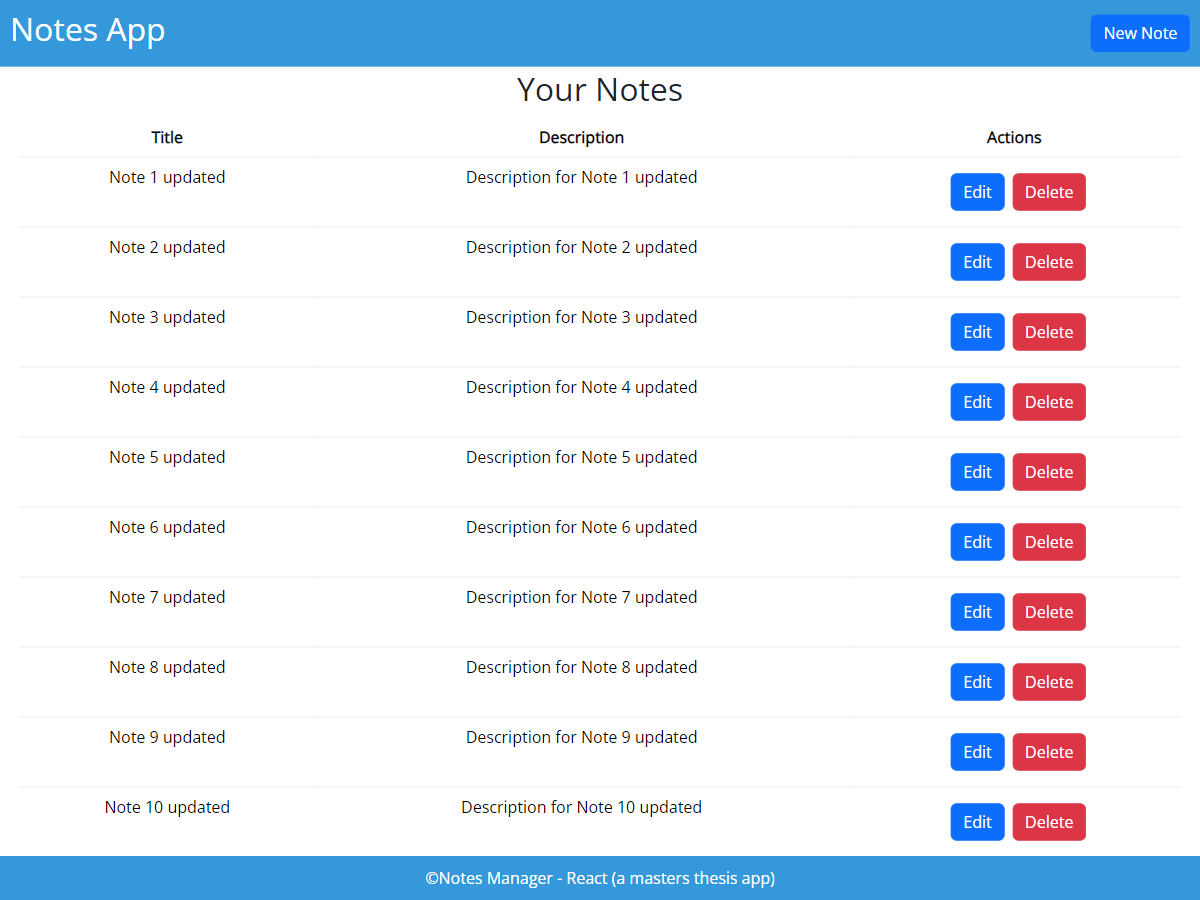 Notes App
New Note
Your Notes
Title Description Actions
Note 1 updated Description for Note 1 updated Edit Delete
Note 2 updated Description for Note 2 updated Edit Delete
Note 3 updated Description for Note 3 updated Edit Delete
Note 4 updated Description for Note 4 updated Edit Delete
Note 5 updated Description for Note 5 updated Edit Delete
Note 6 updated Description for Note 6 updated Edit Delete
Note 7 updated Description for Note 7 updated Edit Delete
Note 8 updated Description for Note 8 updated Edit Delete
Note 9 updated Description for Note 9 updated Edit Delete
Note 10 updated Description for Note 10 updated Edit Delete
©Notes Manager - React (a masters thesis app)